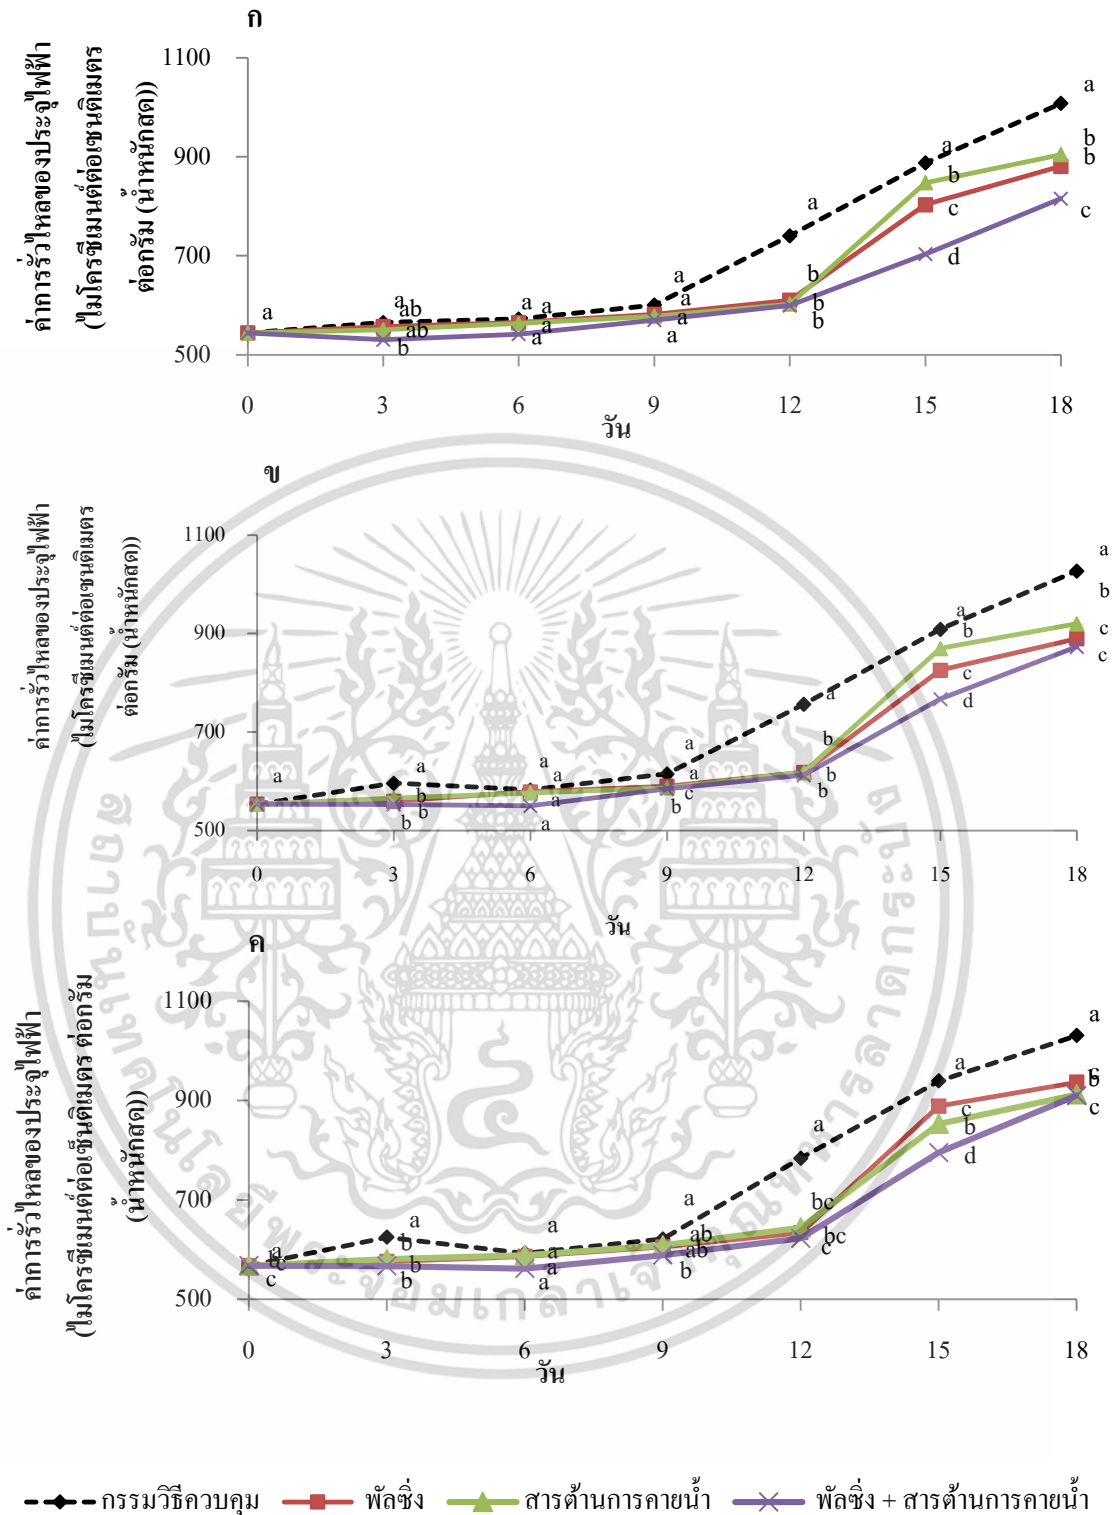 ก
ค่าการรั่วไหลของประจุไฟฟ้า
(ไมโครซีเมนต์ต่อเซนติเมตร
ต่อกรัม (น้ำหนักสด))
1100
900
700
500
a
a
ab
ab
b
a
a
a
a
a
a
a
a
a
b
b
b
a
b
c
d
a
b
b
c
0 3 6 9 12 15 18
วัน
ข
ค่าการรั่วไหลของประจุไฟฟ้า
(ไมโครซีเมนต์ต่อเซนติเมตร
ต่อกรัม (น้ำหนักสด))
1100
900
700
500
a
a
b
b
b
a
a
a
a
a
a
b
c
a
b
b
b
a
b
c
d
a
b
c
c
0 3 6 9 12 15 18
วัน
ค
ค่าการรั่วไหลของประจุไฟฟ้า
(ไมโครซีเมนต์ต่อเซ็นติเมตร ต่อกรัม
(น้ำหนักสด))
1100
900
700
500
a
b
c
c
a
b
b
b
a
a
a
a
a
ab
ab
b
a
bc
bc
c
a
c
b
d
a
b
c
c
0 3 6 9 12 15 18
วัน
กรรมวิธีควบคุม พัลซิ่ง สารต้านการคายน้ำ พัลซิ่ง + สารต้านการคายน้ำ